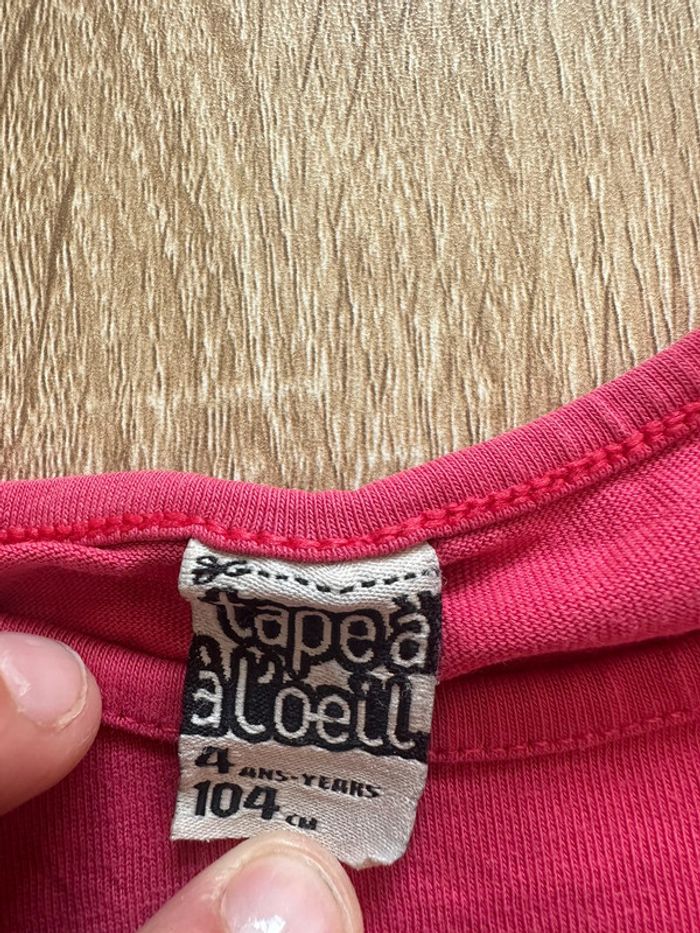 tape à
à l'oeil
4 ANS-YEARS
104 CM